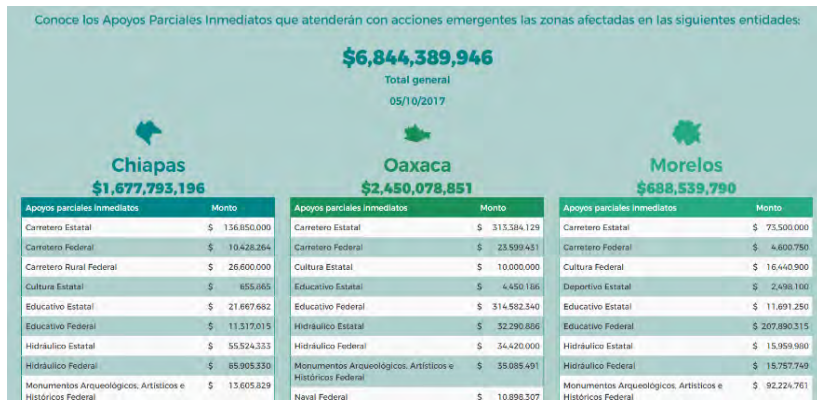 Conoce los Apoyos Parciales Inmediatos que atenderán con acciones emergentes las zonas afectadas en las siguientes entidades:
$6,844,389,946
Total general
05/10/2017
Chiapas
$1,677,793,196
Apoyos parciales inmediatos Monto
Carretero Estatal $ 136,850,000
Carretero Federal $ 10,428,264
Carretero Rural Federal $ 26,600,000
Cultura Estatal $ 655,865
Educativo Estatal $ 21,667,682
Educativo Federal $ 11,317,015
Hidráulico Estatal $ 55,524,333
Hidráulico Federal $ 65,905,330
Monumentos Arqueológicos, Artísticos e $ 13,605,829
Históricos Federal
Oaxaca
$2,450,078,851
Apoyos parciales inmediatos Monto
Carretero Estatal $ 313,384,129
Carretero Federal $ 23,599,451
Cultura Estatal $ 10,000,000
Educativo Estatal $ 4,450,186
Educativo Federal $ 314,582,340
Hidráulico Estatal $ 32,290,886
Hidráulico Federal $ 34,420,000
Monumentos Arqueológicos, Artísticos e $ 35,085,491
Históricos Federal
Naval Federal $ 10,898,307
Morelos
$688,539,790
Apoyos parciales inmediatos Monto
Carretero Estatal $ 73,500,000
Carretero Federal $ 4,600,750
Cultura Federal $ 16,440,900
Deportivo Estatal $ 2,498,100
Educativo Estatal $ 11,691,250
Educativo Federal $ 207,890,315
Hidráulico Estatal $ 15,959,980
Hidráulico Federal $ 15,757,749
Monumentos Arqueológicos, Artísticos e $ 92,224,761
Históricos Federal